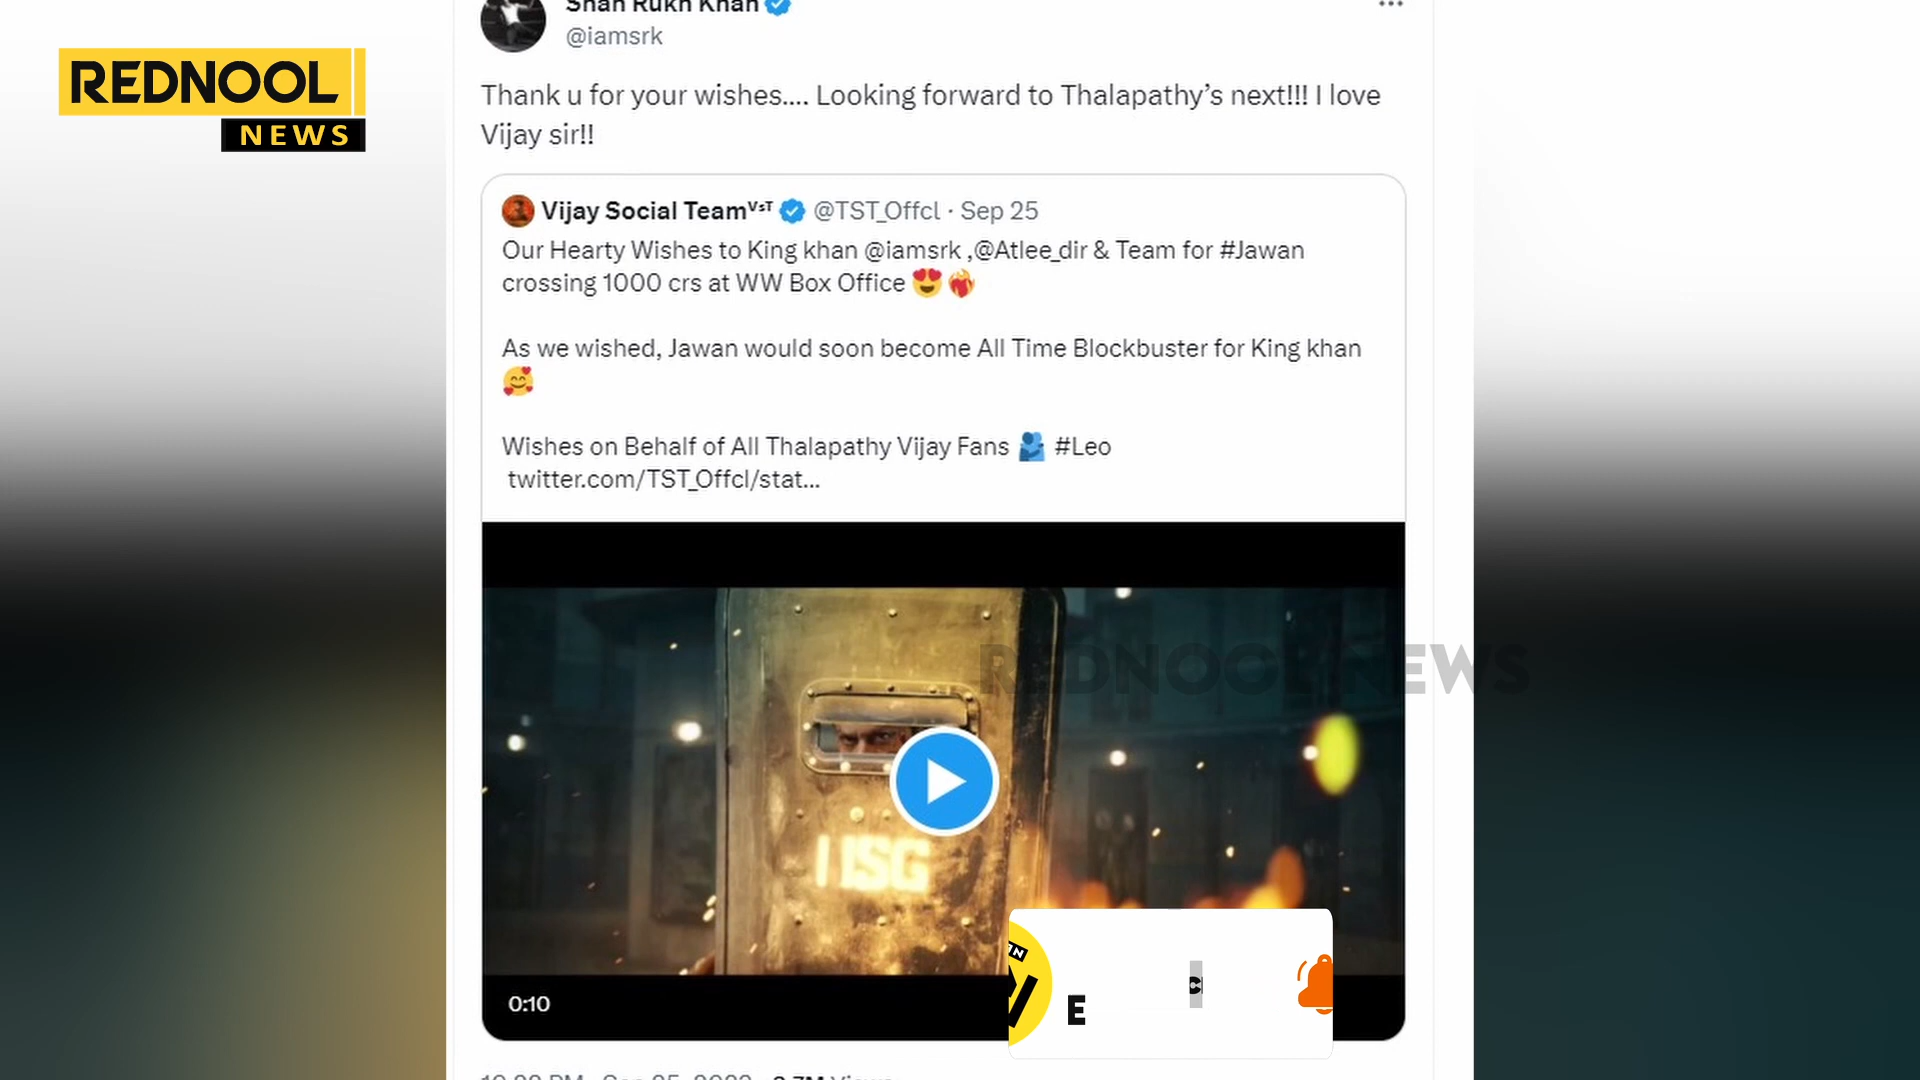 Shah Rukh Khan
@iamsrk
REDNOOL
NEWS
Thank u for your wishes.... Looking forward to Thalapathy’s next!!! I love
Vijay sir!!
Vijay Social Teamⱽˢᵀ @TST_Offcl · Sep 25
Our Hearty Wishes to King khan @iamsrk ,@Atlee_dir & Team for #Jawan
crossing 1000 crs at WW Box Office 😍❤️‍🔥
As we wished, Jawan would soon become All Time Blockbuster for King khan
🥰
Wishes on Behalf of All Thalapathy Vijay Fans 🫂 #Leo
twitter.com/TST_Offcl/stat...
REDNOOL NEWS
0:10
E
C